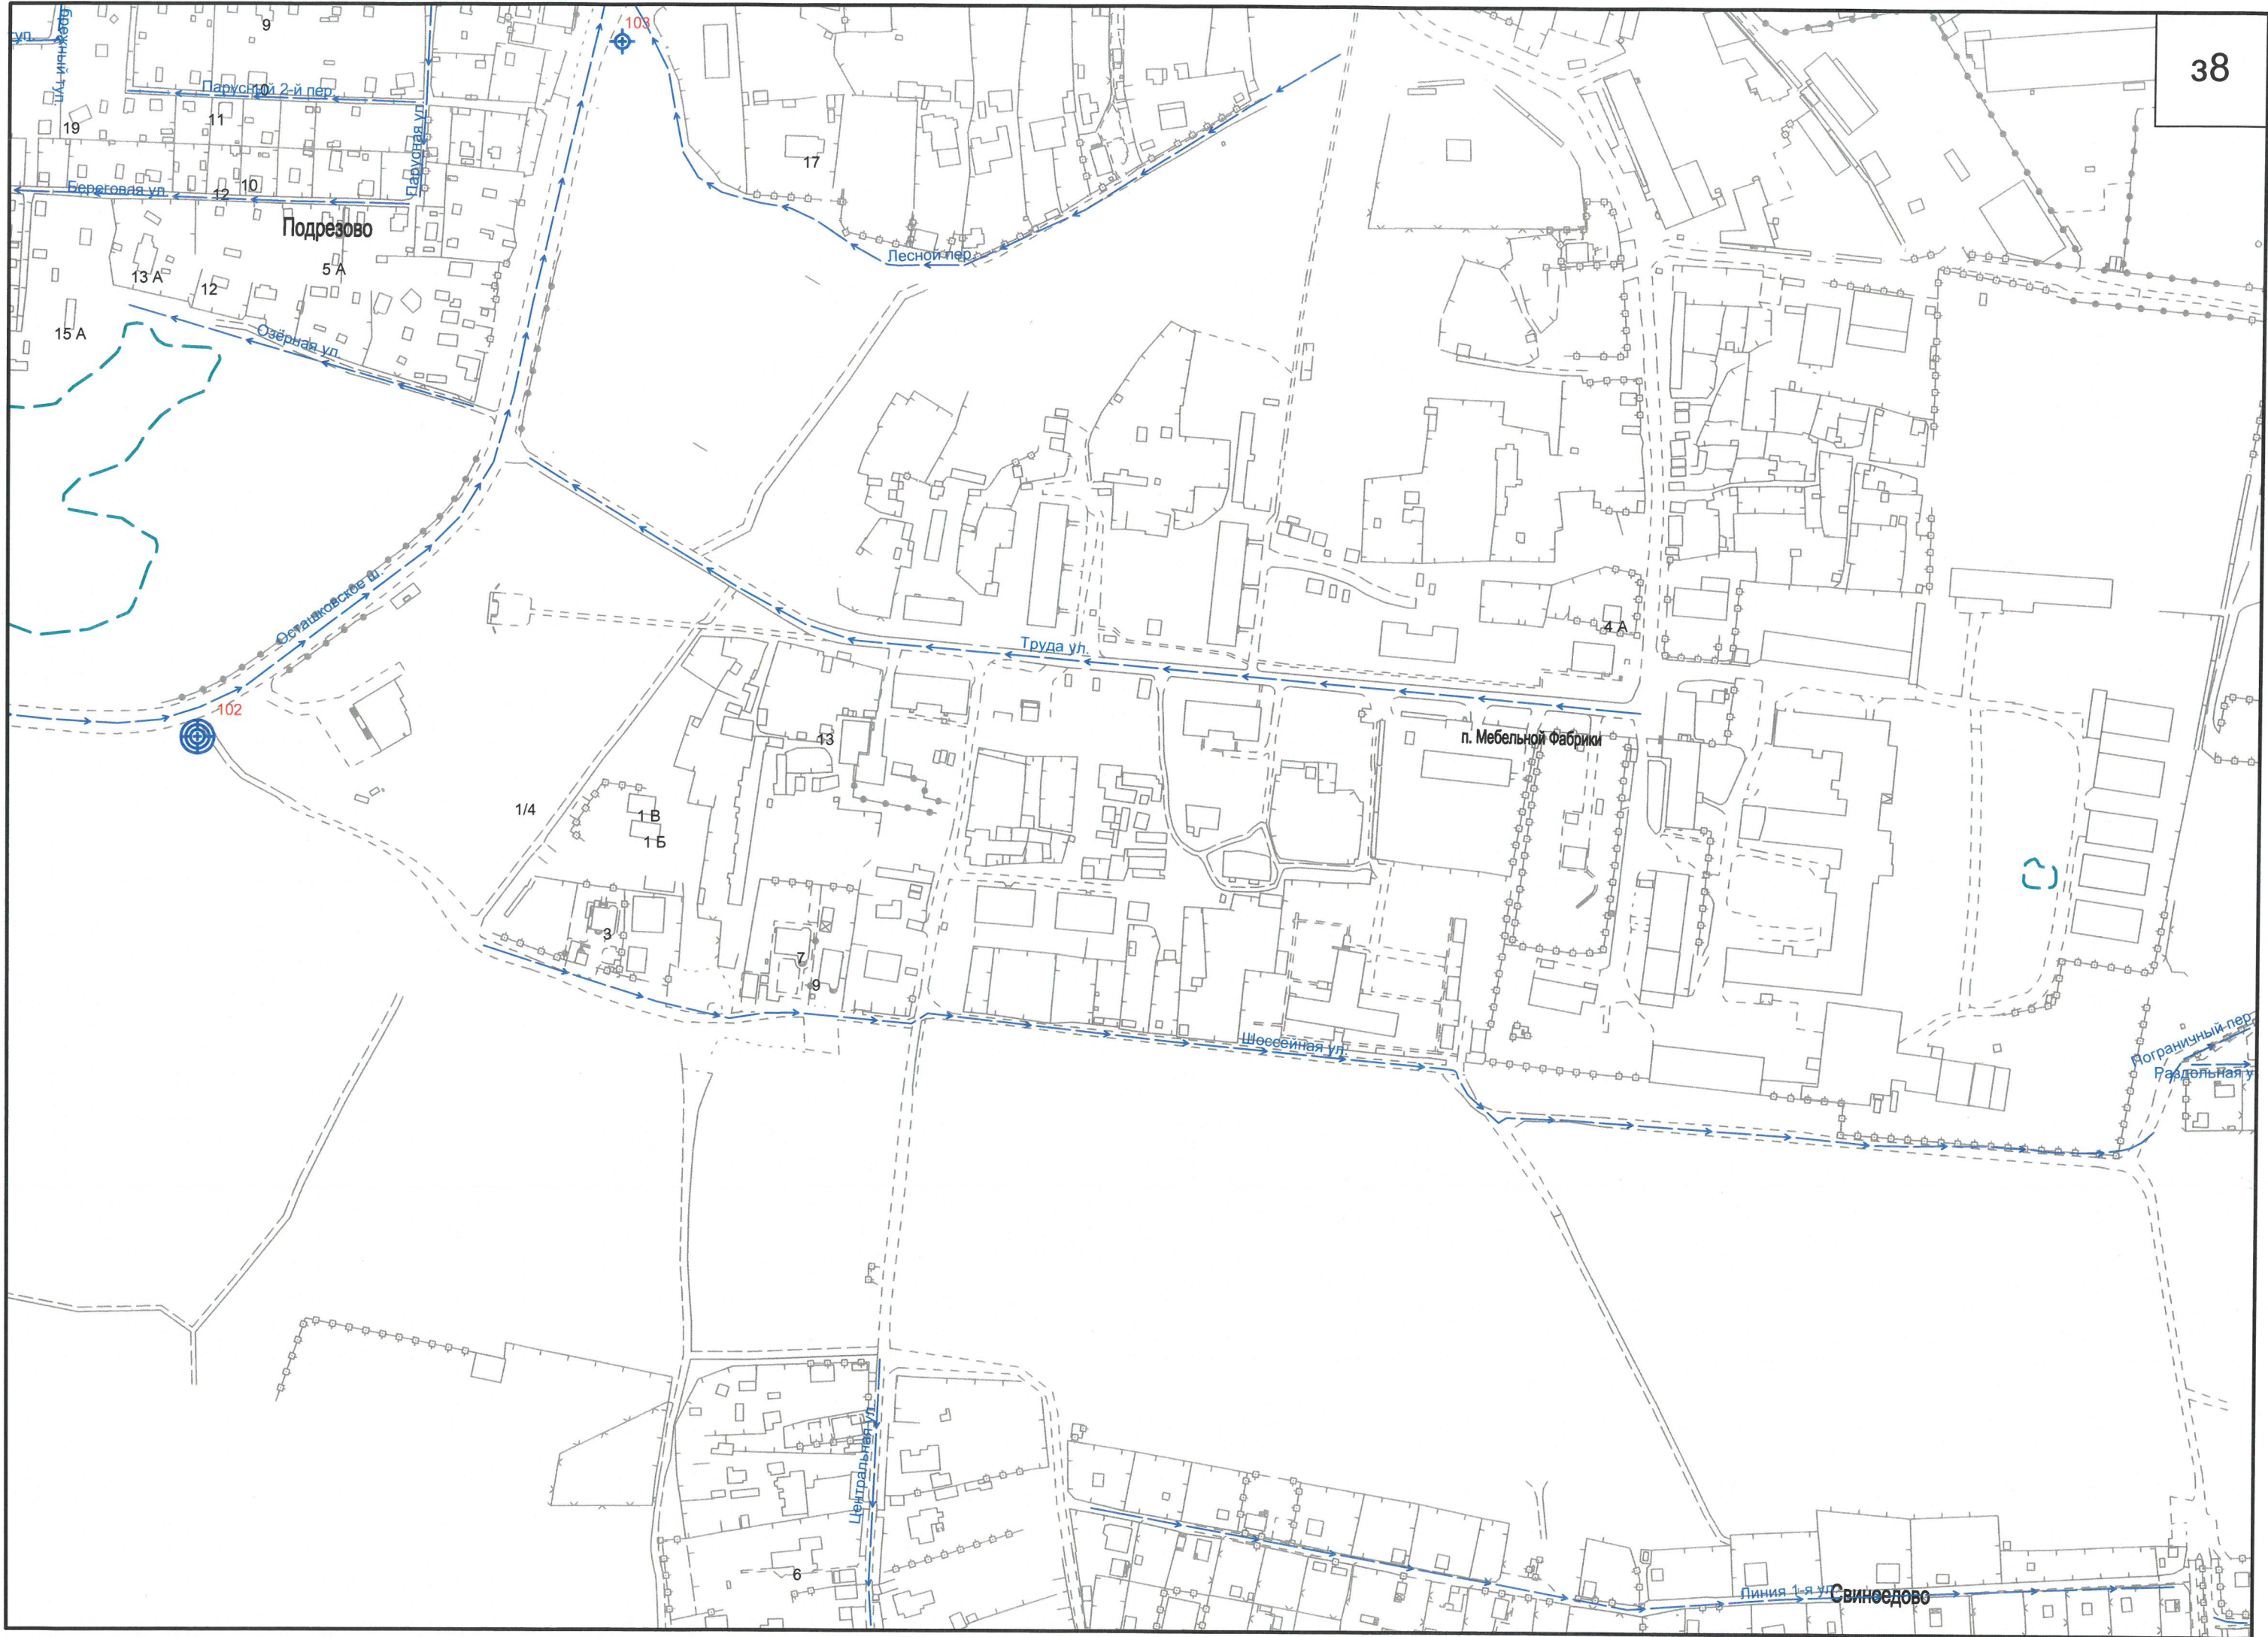 38
103
9
ул.
Парусный 2-й пер.
10
11
19
Парусная ул.
17
Береговая ул.
10
12
Подрезово
Лесной пер.
13 А
5 А
12
15 А
Озёрная ул.
Осташковское ш.
4 А
Труда ул.
102
13
п. Мебельной Фабрики
1/4
1 В
1 Б
3
7
9
Шоссейная ул.
Пограничный пер.
Раздольная у
Центральная ул.
6
Линия 1-я ул.
Свиноедово